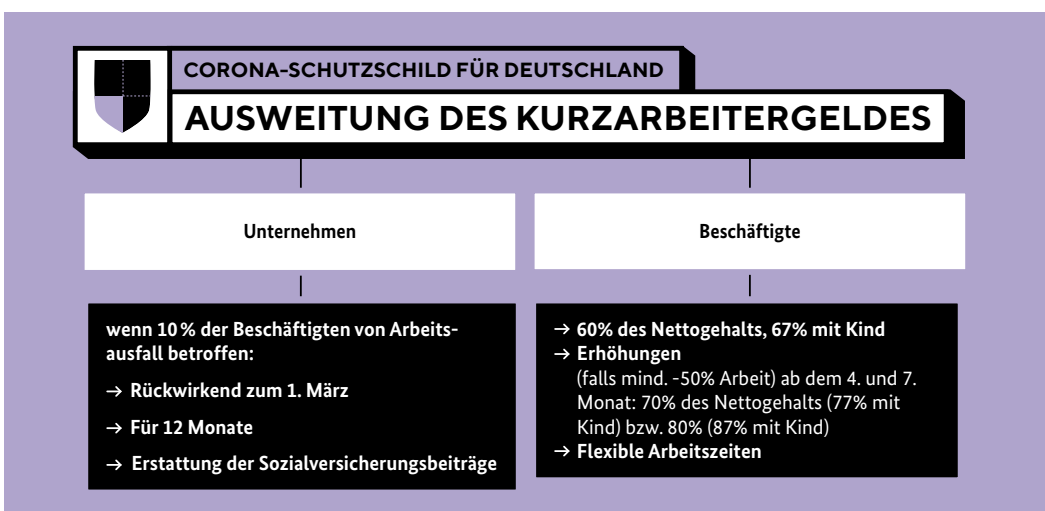 CORONA-SCHUTZSCHILD FÜR DEUTSCHLAND
AUSWEITUNG DES KURZARBEITERGELDES
Unternehmen
wenn 10 % der Beschäftigten von Arbeits-
ausfall betroffen:
→ Rückwirkend zum 1. März
→ Für 12 Monate
→ Erstattung der Sozialversicherungsbeiträge
Beschäftigte
→ 60% des Nettogehalts, 67% mit Kind
→ Erhöhungen
(falls mind. -50% Arbeit) ab dem 4. und 7.
Monat: 70% des Nettogehalts (77% mit
Kind) bzw. 80% (87% mit Kind)
→ Flexible Arbeitszeiten